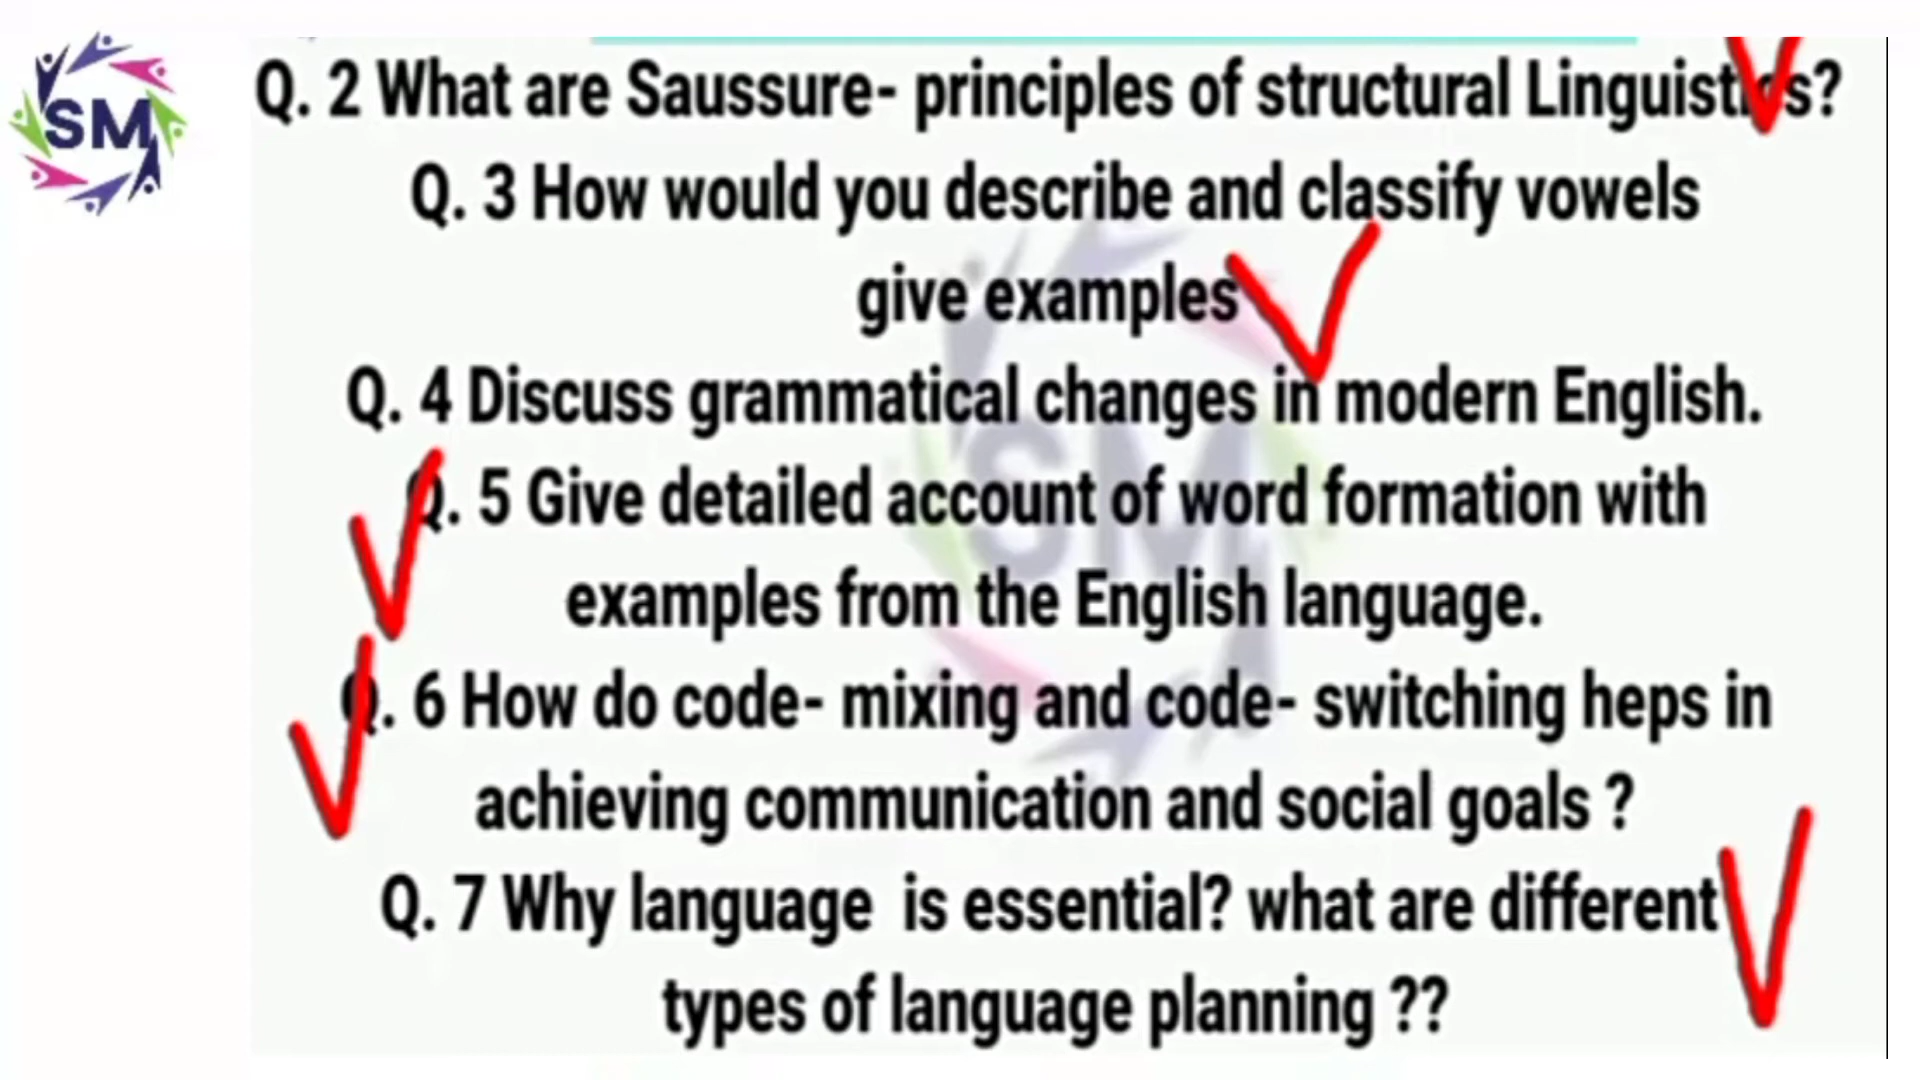 SM
Q. 2 What are Saussure- principles of structural Linguistics?
Q. 3 How would you describe and classify vowels
give examples
Q. 4 Discuss grammatical changes in modern English.
Q. 5 Give detailed account of word formation with
examples from the English language.
Q. 6 How do code- mixing and code- switching heps in
achieving communication and social goals ?
Q. 7 Why language is essential? what are different
types of language planning ??